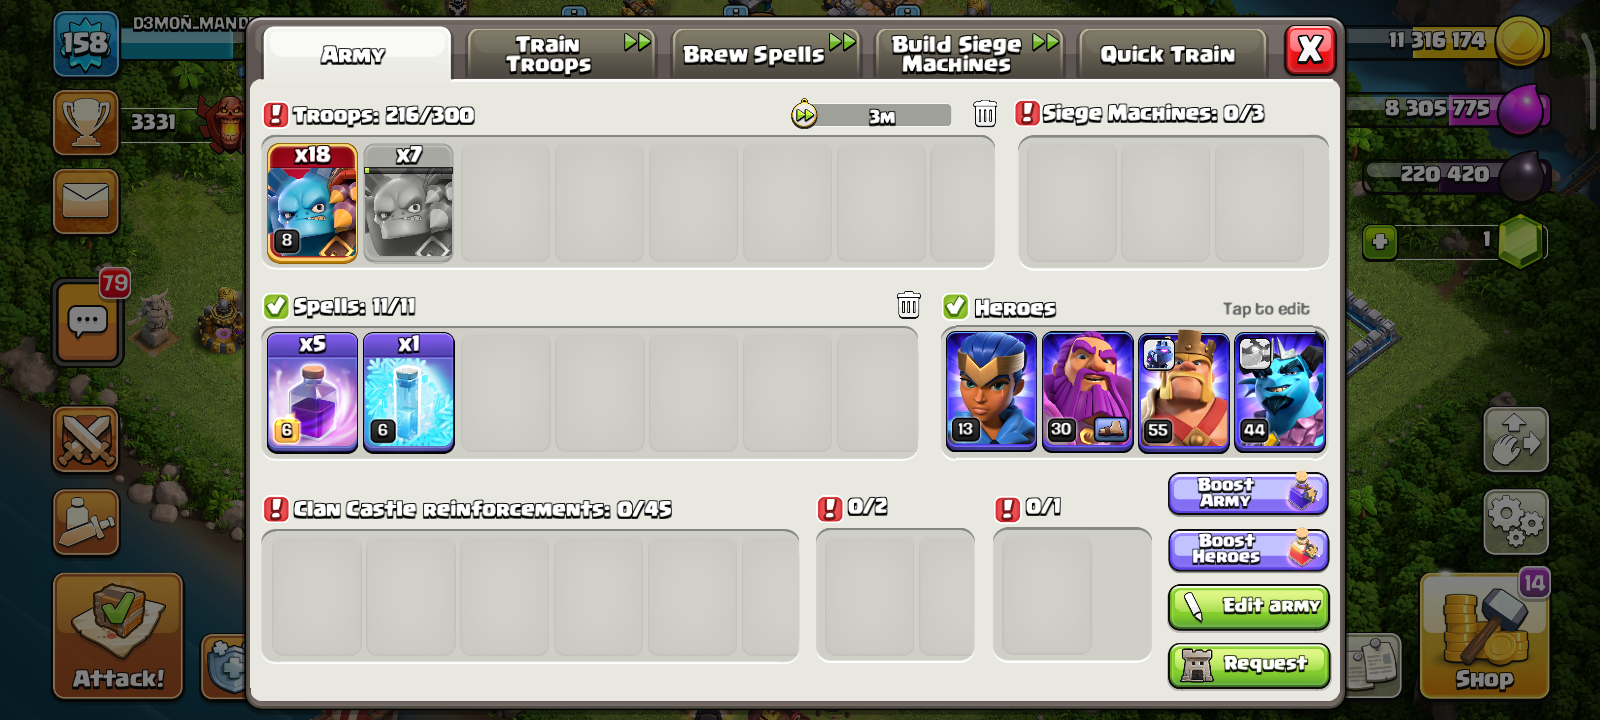 158
D3MOÑ_MAND
3331
79
Attack!
Army
Train
Troops
Brew Spells
Build Siege
Machines
Quick Train
X
Troops: 216/300
3m
Siege Machines: 0/3
x18
8
x7
Spells: 11/11
Heroes
Tap to edit
x5
6
x1
6
13
30
55
44
Clan Castle reinforcements: 0/45
0/2
0/1
Boost
Army
Boost
Heroes
Edit army
Request
11 316 174
8 305 775
220 420
1
14
Shop